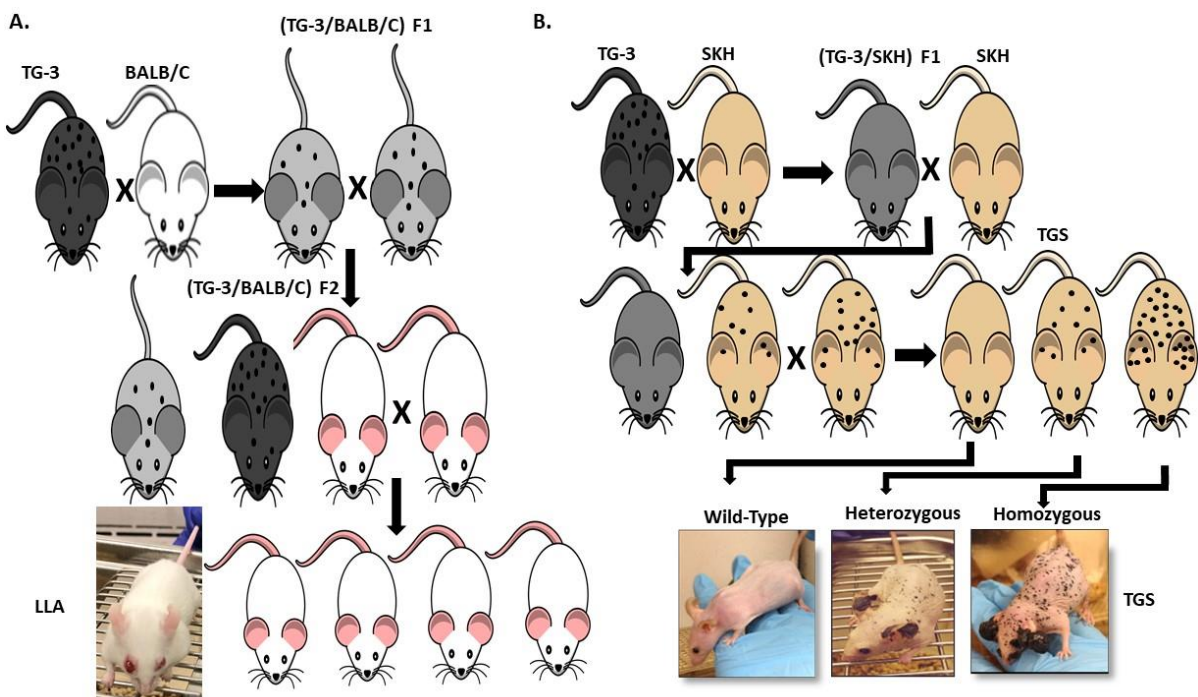 A.
(TG-3/BALB/C) F1
TG-3
BALB/C
X
X
(TG-3/BALB/C) F2
X
LLA
B.
TG-3
SKH
(TG-3/SKH) F1
SKH
X
X
TGS
X
Wild-Type
Heterozygous
Homozygous
TGS